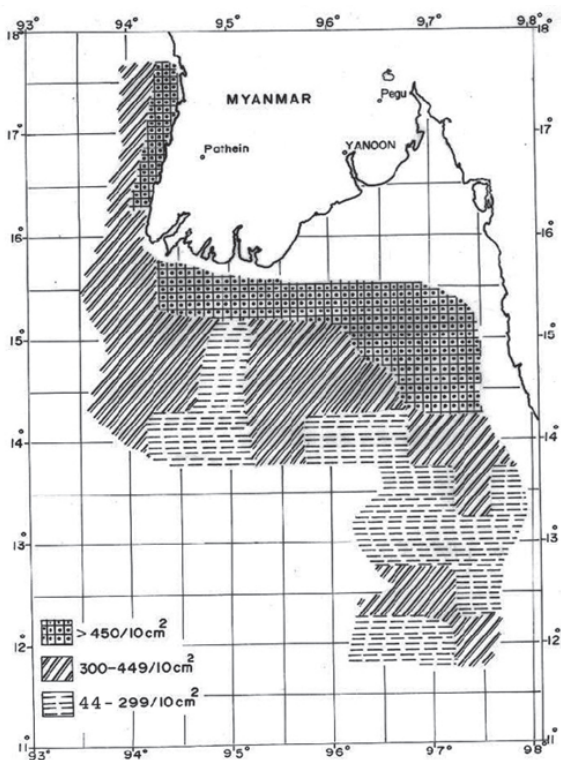 93° 94° 95° 96° 97° 98°
18° 18°
MYANMAR
Pegu
17° 17°
Pathein
YANOON
16° 16°
15° 15°
14° 14°
13° 13°
>450/10cm²
12° 12°
300-449/10cm²
44-299/10cm²
11° 11°
93° 94° 95° 96° 97° 98°